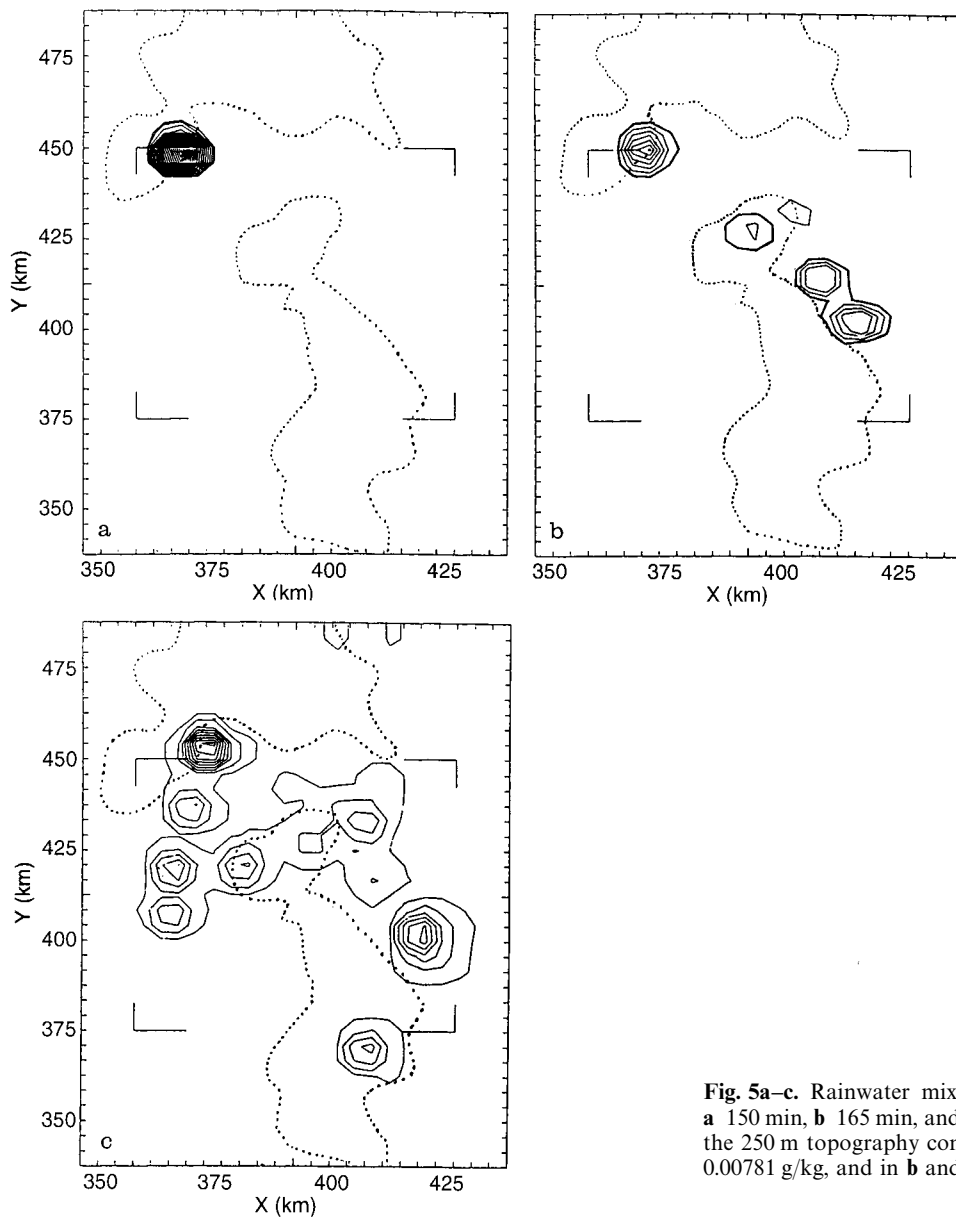 475
450
425
400
375
350
Y (km)
a
350 375 400 425
X (km)
b
350 375 400 425
X (km)
475
450
425
400
375
350
Y (km)
c
350 375 400 425
X (km)
Fig. 5a–c. Rainwater mix
a 150 min, b 165 min, and
the 250 m topography con
0.00781 g/kg, and in b and